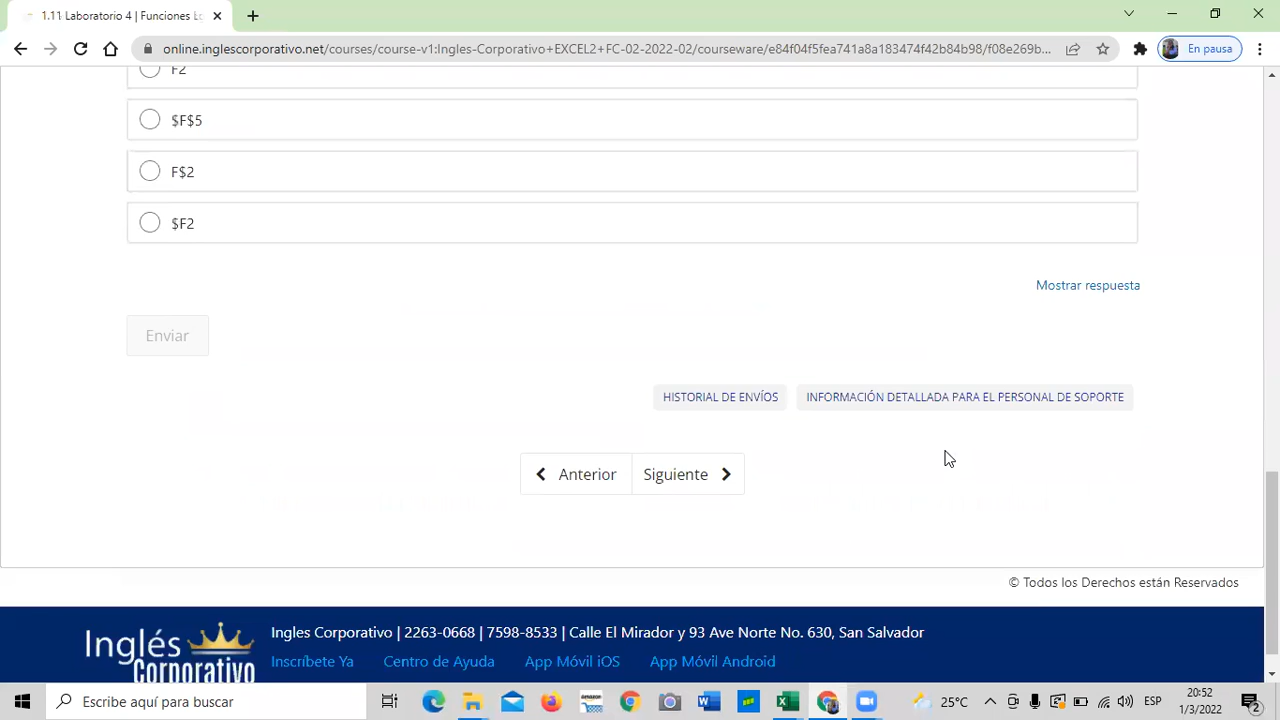 1.11 Laboratorio 4 | Funciones Lo
online.inglescorporativo.net/courses/course-v1:Ingles-Corporativo+EXCEL2+FC-02-2022-02/courseware/e84f04f5fea741a8a183474f42b84b98/f08e269b...
En pausa
F2
$F$5
F$2
$F2
Mostrar respuesta
Enviar
HISTORIAL DE ENVÍOS
INFORMACIÓN DETALLADA PARA EL PERSONAL DE SOPORTE
Anterior
Siguiente
© Todos los Derechos están Reservados
Inglés
Corporativo
Ingles Corporativo | 2263-0668 | 7598-8533 | Calle El Mirador y 93 Ave Norte No. 630, San Salvador
Inscríbete Ya
Centro de Ayuda
App Móvil iOS
App Móvil Android
Escribe aquí para buscar
amazon
25°C
ESP
20:52
1/3/2022
2